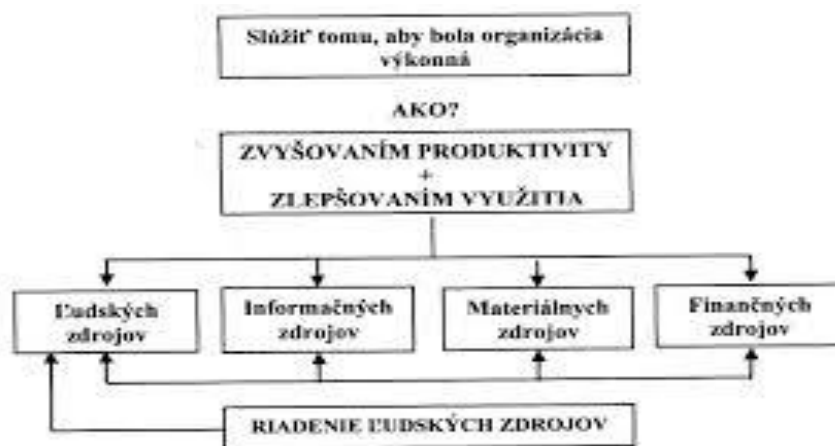 Slúžiť tomu, aby bola organizácia
výkonná
AKO?
ZVYŠOVANÍM PRODUKTIVITY
+
ZLEPŠOVANÍM VYUŽITIA
Ľudských
zdrojov
Informačných
zdrojov
Materiálnych
zdrojov
Finančných
zdrojov
RIADENIE ĽUDSKÝCH ZDROJOV